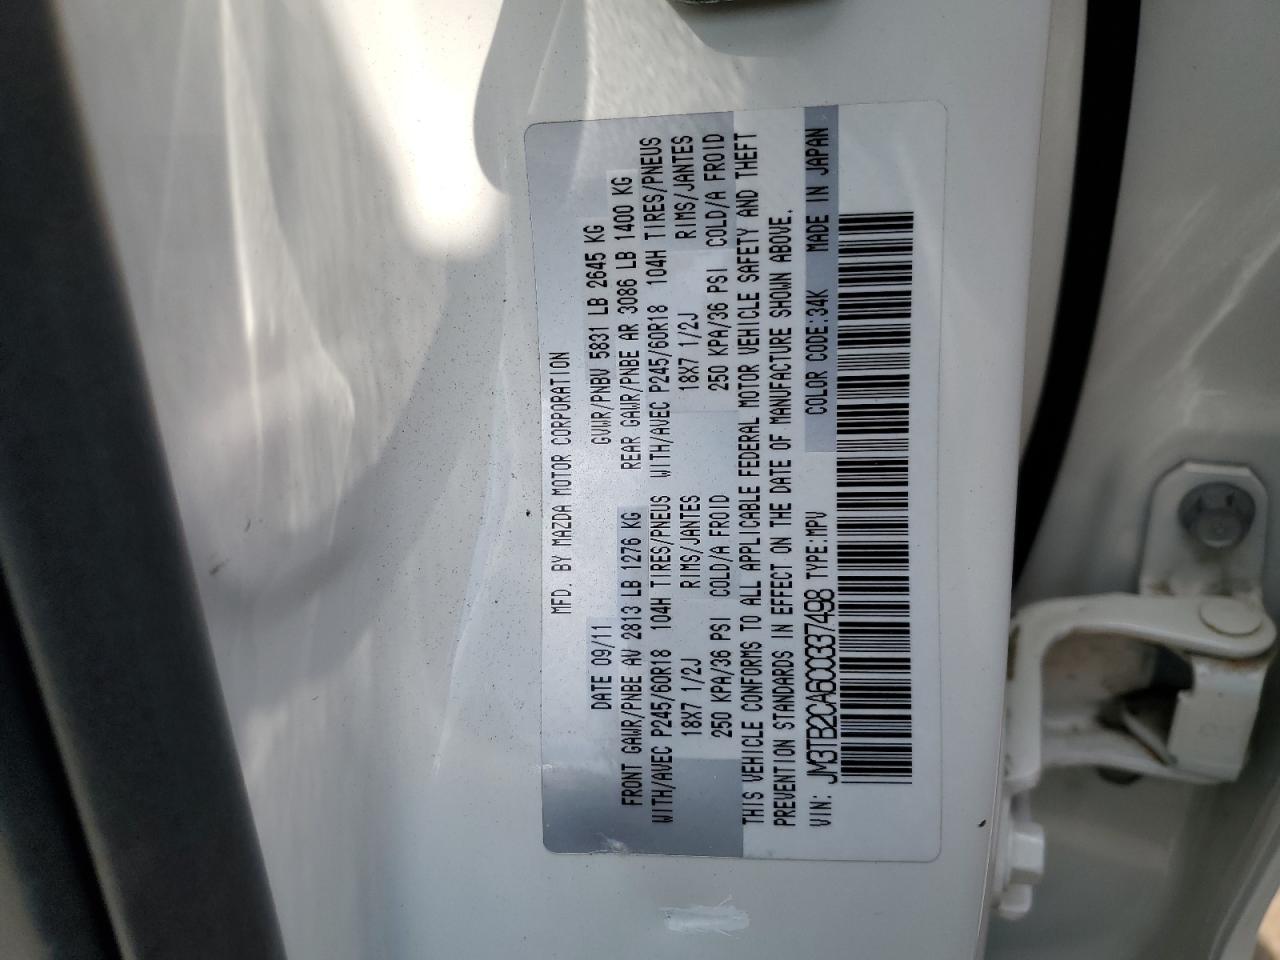 MFD. BY MAZDA MOTOR CORPORATION
DATE 09/11 GVWR/PNBV 5831 LB 2645 KG
FRONT GAWR/PNBE AV 2813 LB 1276 KG REAR GAWR/PNBE AR 3086 LB 1400 KG
WITH/AVEC P245/60R18 104H TIRES/PNEUS WITH/AVEC P245/60R18 104H TIRES/PNEUS
18X7 1/2J RIMS/JANTES 18X7 1/2J RIMS/JANTES
250 KPA/36 PSI COLD/A FROID 250 KPA/36 PSI COLD/A FROID
THIS VEHICLE CONFORMS TO ALL APPLICABLE FEDERAL MOTOR VEHICLE SAFETY AND THEFT
PREVENTION STANDARDS IN EFFECT ON THE DATE OF MANUFACTURE SHOWN ABOVE.
VIN: JM3TB2CA6C0337498 TYPE:MPV COLOR CODE:34K MADE IN JAPAN